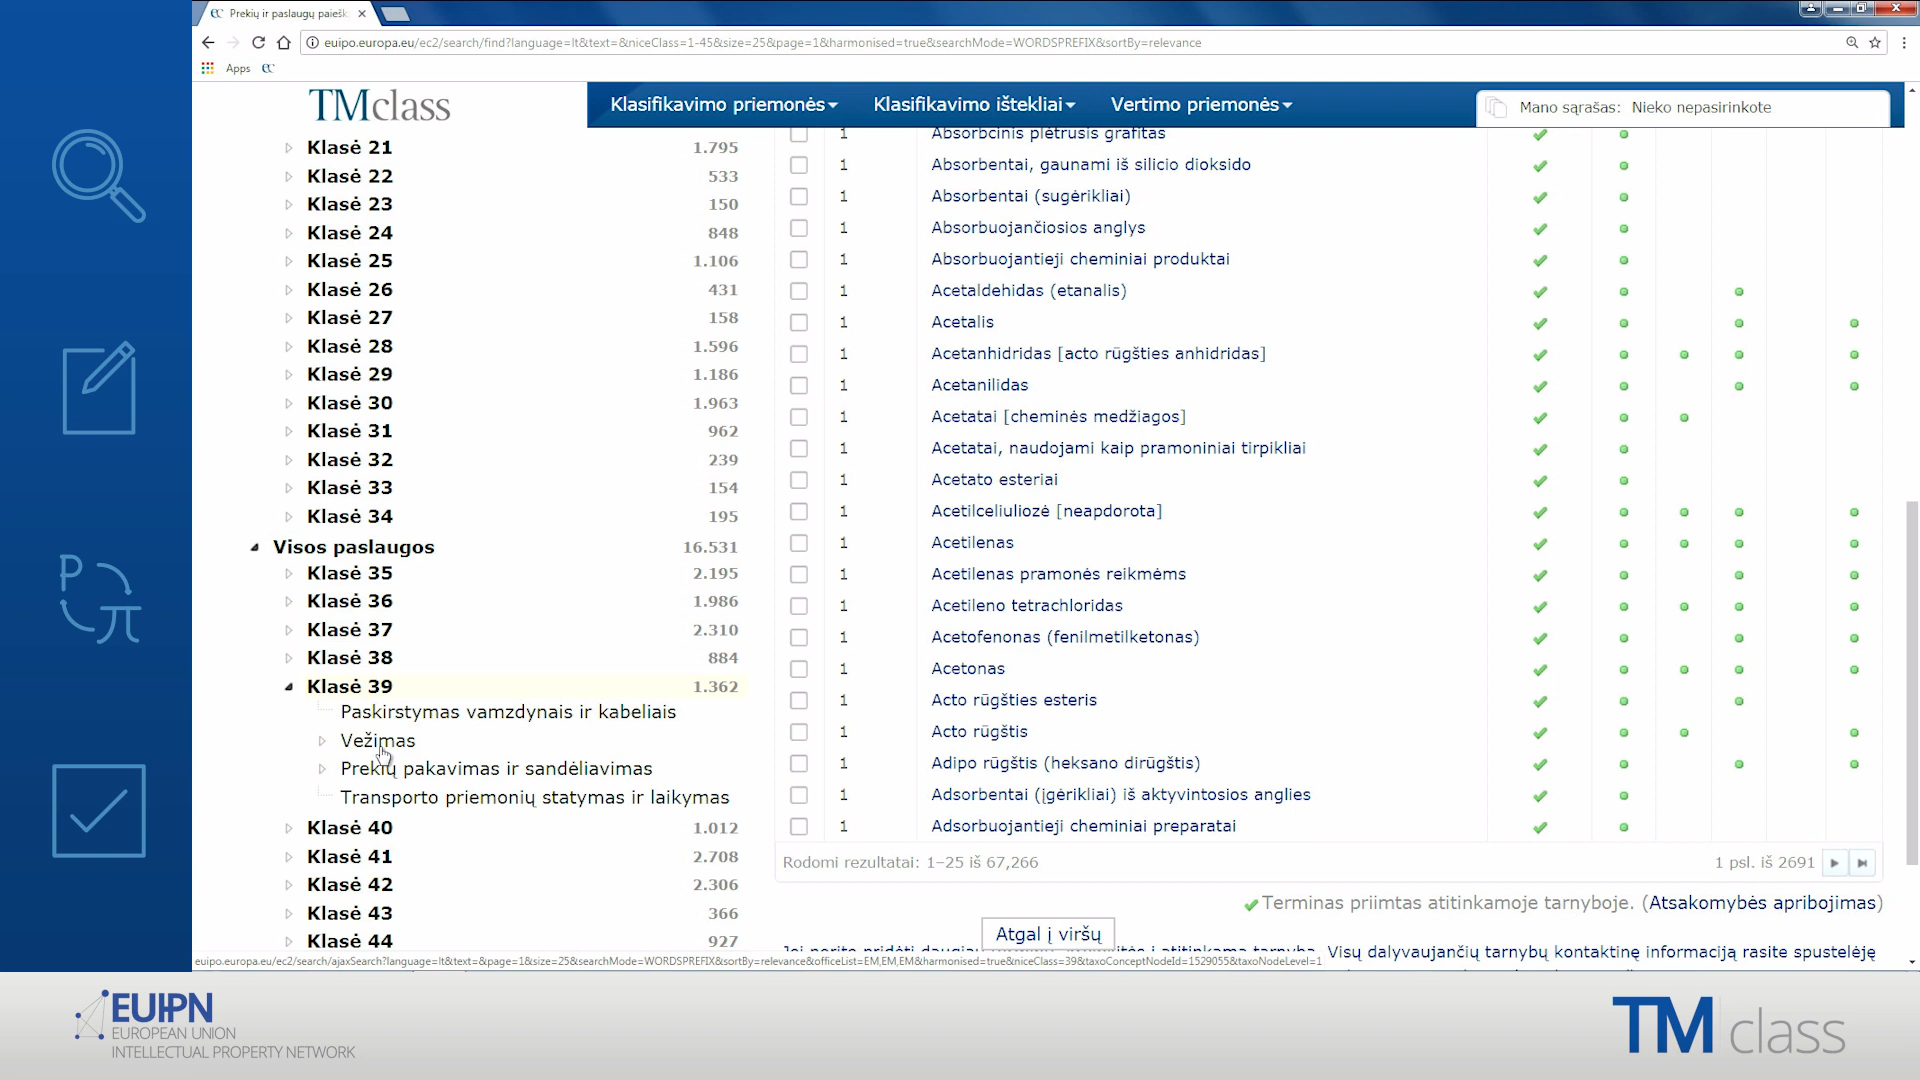 Prekių ir paslaugų paiešk
euipo.europa.eu/ec2/search/find?language=lt&text=&niceClass=1-45&size=25&page=1&harmonised=true&searchMode=WORDSPREFIX&sortBy=relevance
Apps
TMclass
Klasifikavimo priemonės
Klasifikavimo ištekliai
Vertimo priemonės
Mano sąrašas: Nieko nepasirinkote
Klasė 21 1.795
Klasė 22 533
Klasė 23 150
Klasė 24 848
Klasė 25 1.106
Klasė 26 431
Klasė 27 158
Klasė 28 1.596
Klasė 29 1.186
Klasė 30 1.963
Klasė 31 962
Klasė 32 239
Klasė 33 154
Klasė 34 195
Visos paslaugos 16.531
Klasė 35 2.195
Klasė 36 1.986
Klasė 37 2.310
Klasė 38 884
Klasė 39 1.362
Paskirstymas vamzdynais ir kabeliais
Vežimas
Prekių pakavimas ir sandėliavimas
Transporto priemonių statymas ir laikymas
Klasė 40 1.012
Klasė 41 2.708
Klasė 42 2.306
Klasė 43 366
Klasė 44 927
1 Absorbcinis plėtrusis grafitas
1 Absorbentai, gaunami iš silicio dioksido
1 Absorbentai (sugėrikliai)
1 Absorbuojančiosios anglys
1 Absorbuojantieji cheminiai produktai
1 Acetaldehidas (etanalis)
1 Acetalis
1 Acetanhidridas [acto rūgšties anhidridas]
1 Acetanilidas
1 Acetatai [cheminės medžiagos]
1 Acetatai, naudojami kaip pramoniniai tirpikliai
1 Acetato esteriai
1 Acetilceliuliozė [neapdorota]
1 Acetilenas
1 Acetilenas pramonės reikmėms
1 Acetileno tetrachloridas
1 Acetofenonas (fenilmetilketonas)
1 Acetonas
1 Acto rūgšties esteris
1 Acto rūgštis
1 Adipo rūgštis (heksano dirūgštis)
1 Adsorbentai (įgėrikliai) iš aktyvintosios anglies
1 Adsorbuojantieji cheminiai preparatai
Rodomi rezultatai: 1–25 iš 67,266
1 psl. iš 2691
Terminas priimtas atitinkamoje tarnyboje. (Atsakomybės apribojimas)
Atgal į viršų
Visų dalyvaujančių tarnybų kontaktinę informaciją rasite spustelėję
euipo.europa.eu/ec2/search/ajaxSearch?language=lt&text=&page=1&size=25&searchMode=WORDSPREFIX&sortBy=relevance&officeList=EM,EM,EM&harmonised=true&niceClass=39&taxoConceptNodeId=1529055&taxoNodeLevel=1
EUIPN
EUROPEAN UNION
INTELLECTUAL PROPERTY NETWORK
TM class